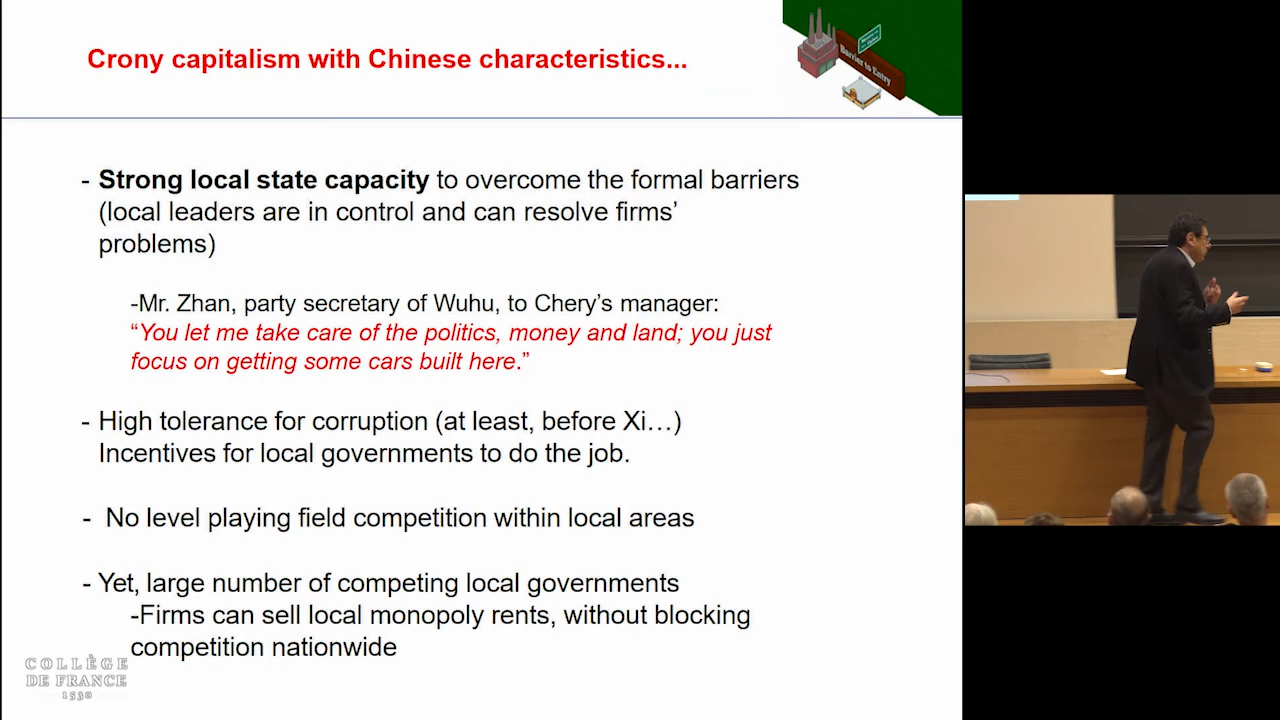 Crony capitalism with Chinese characteristics...
Barrier to Entry
- Strong local state capacity to overcome the formal barriers
(local leaders are in control and can resolve firms’
problems)
-Mr. Zhan, party secretary of Wuhu, to Chery’s manager:
“You let me take care of the politics, money and land; you just
focus on getting some cars built here.”
- High tolerance for corruption (at least, before Xi…)
Incentives for local governments to do the job.
- No level playing field competition within local areas
- Yet, large number of competing local governments
-Firms can sell local monopoly rents, without blocking
competition nationwide
COLLÈGE
DE FRANCE
1530